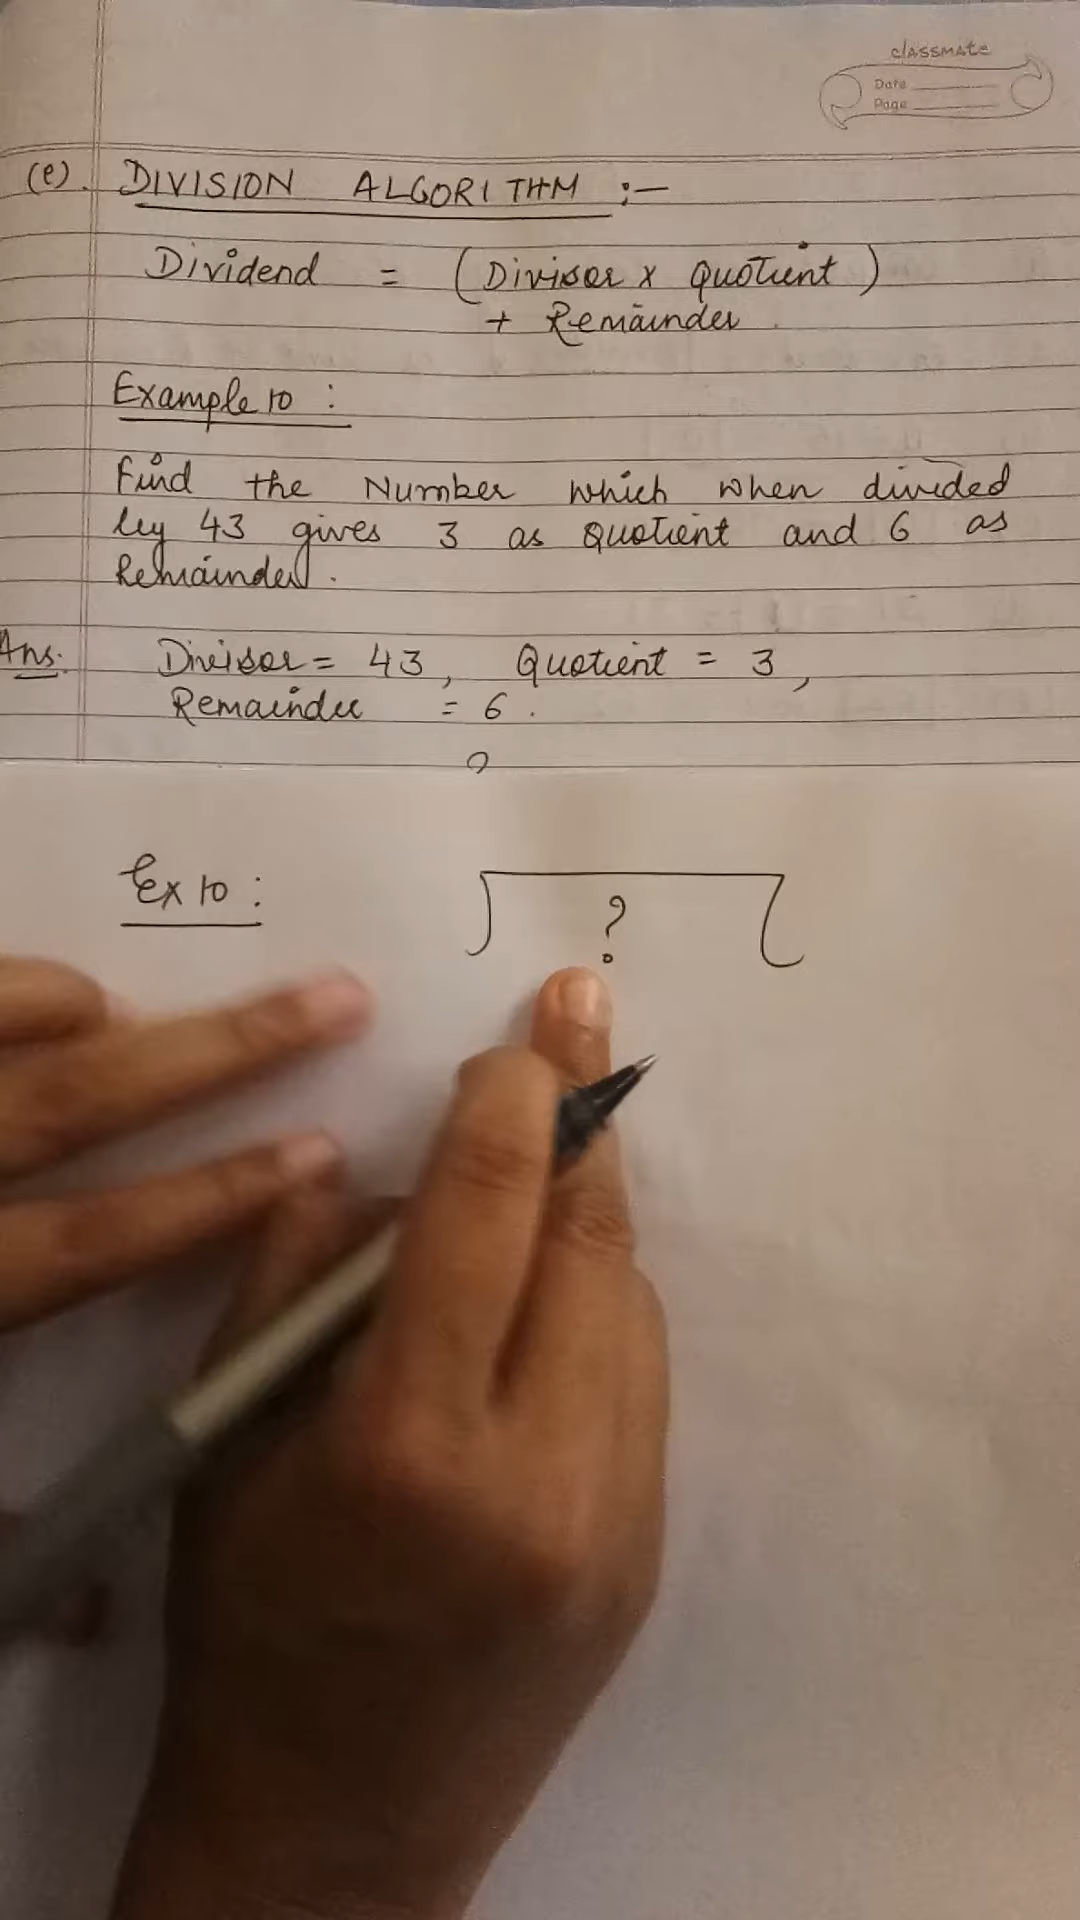 classmate
Date
Page
(e). DIVISION ALGORITHM :-
Dividend = (Divisor x Quotient)
+ Remainder
Example 10 :
Find the Number which when divided
by 43 gives 3 as Quotient and 6 as
Remainder.
Ans. Divisor = 43, Quotient = 3,
Remainder = 6.
Ex 10 :
?